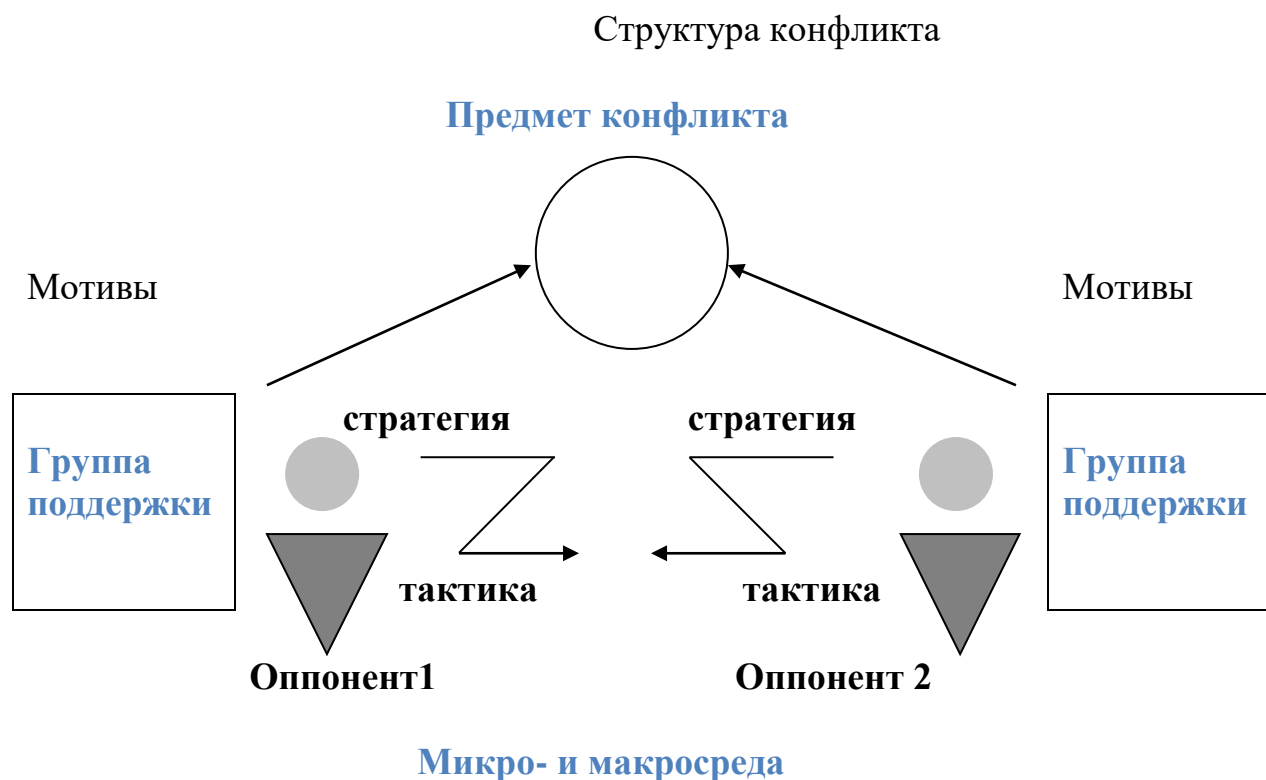 Структура конфликта
Предмет конфликта
Мотивы
Мотивы
стратегия
стратегия
Группа
поддержки
Группа
поддержки
тактика
тактика
Оппонент1
Оппонент 2
Микро- и макросреда